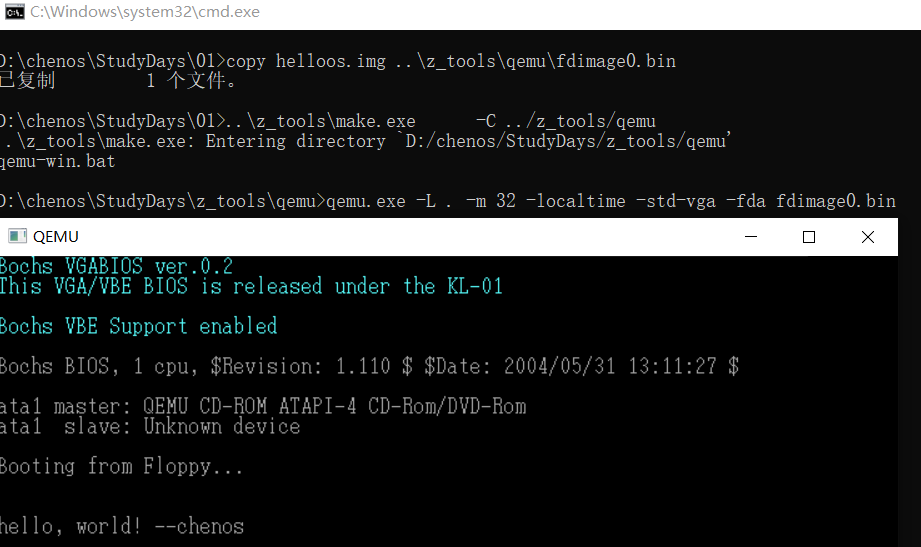 C:\Windows\system32\cmd.exe
D:\chenos\StudyDays\01>copy helloos.img ..\z_tools\qemu\fdimage0.bin
已复制         1 个文件。
D:\chenos\StudyDays\01>..\z_tools\make.exe      -C ../z_tools/qemu
..\z_tools\make.exe: Entering directory `D:/chenos/StudyDays/z_tools/qemu'
qemu-win.bat
D:\chenos\StudyDays\z_tools\qemu>qemu.exe -L . -m 32 -localtime -std-vga -fda fdimage0.bin
QEMU
Bochs VGABIOS ver.0.2
This VGA/VBE BIOS is released under the KL-01
Bochs VBE Support enabled
Bochs BIOS, 1 cpu, $Revision: 1.110 $ $Date: 2004/05/31 13:11:27 $
ata1 master: QEMU CD-ROM ATAPI-4 CD-Rom/DVD-Rom
ata1  slave: Unknown device
Booting from Floppy...
hello, world! --chenos